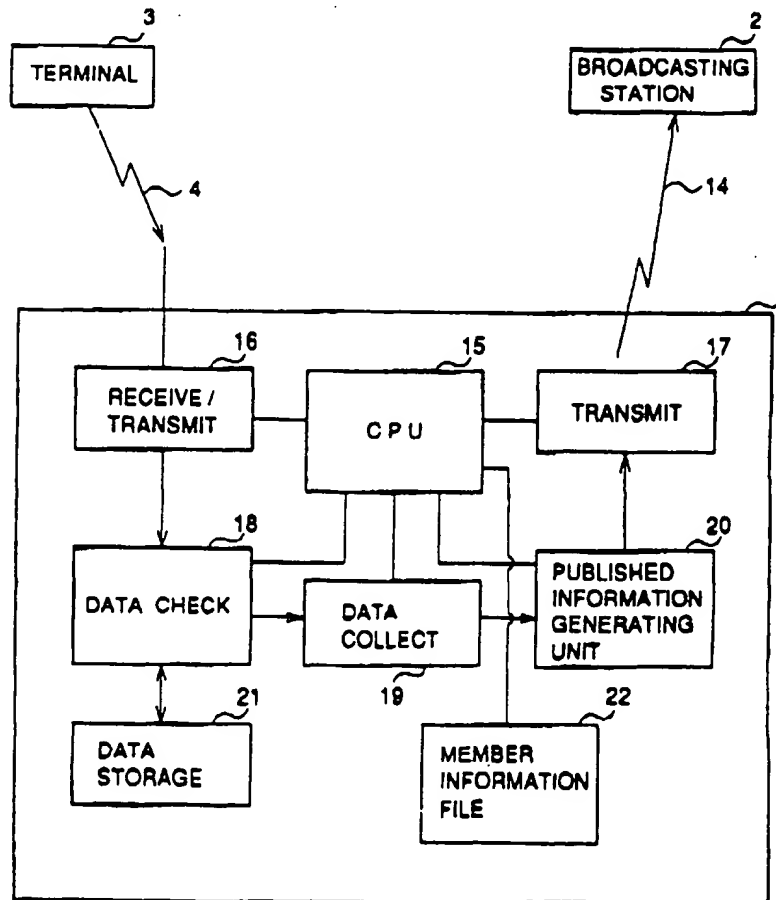 3
TERMINAL
2
BROADCASTING
STATION
4
14
16
RECEIVE /
TRANSMIT
15
CPU
17
TRANSMIT
18
DATA CHECK
DATA
COLLECT
19
20
PUBLISHED
INFORMATION
GENERATING
UNIT
21
DATA
STORAGE
22
MEMBER
INFORMATION
FILE